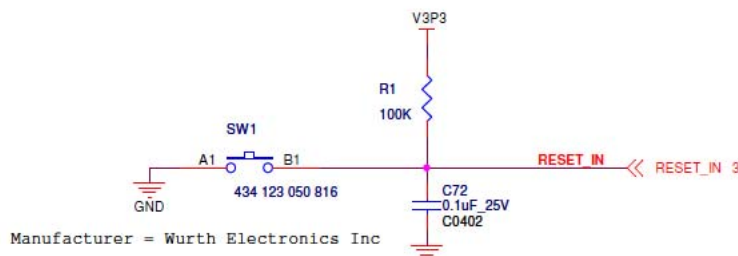 V3P3
R1
100K
SW1
A1 B1
RESET_IN
RESET_IN 3
434 123 050 816
C72
0.1uF_25V
C0402
GND
Manufacturer = Wurth Electronics Inc